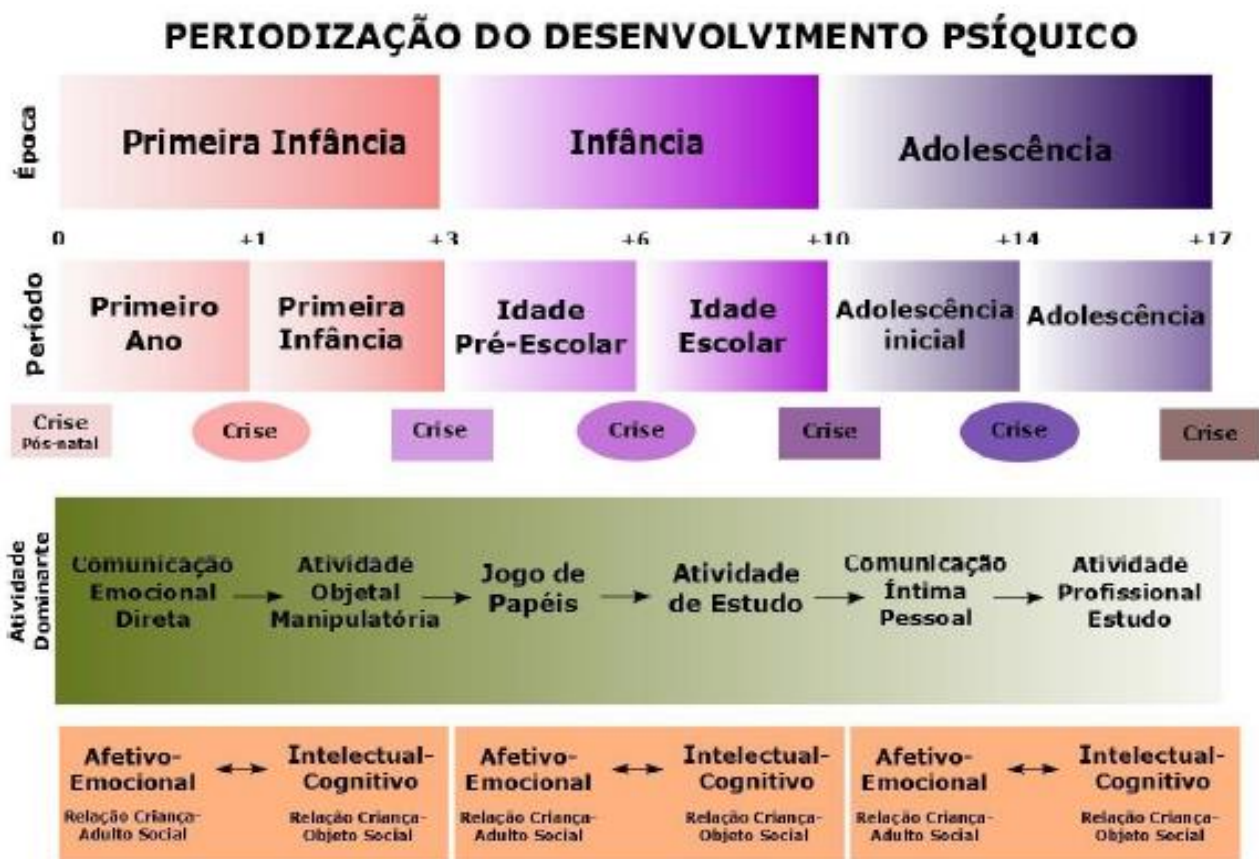 PERIODIZAÇÃO DO DESENVOLVIMENTO PSÍQUICO
Época
Primeira Infância
Infância
Adolescência
0
+1
+3
+6
+10
+14
+17
Período
Primeiro
Ano
Primeira
Infância
Idade
Pré-Escolar
Idade
Escolar
Adolescência
inicial
Adolescência
Crise
Pós-natal
Crise
Crise
Crise
Crise
Crise
Crise
Atividade
Dominante
Comunicação
Emocional
Direta
Atividade
Objetal
Manipulatória
Jogo de
Papéis
Atividade
de Estudo
Comunicação
Íntima
Pessoal
Atividade
Profissional
Estudo
Afetivo-
Emocional
Relação Criança-
Adulto Social
Intelectual-
Cognitivo
Relação Criança-
Objeto Social
Afetivo-
Emocional
Relação Criança-
Adulto Social
Intelectual-
Cognitivo
Relação Criança-
Objeto Social
Afetivo-
Emocional
Relação Criança-
Adulto Social
Intelectual-
Cognitivo
Relação Criança-
Objeto Social